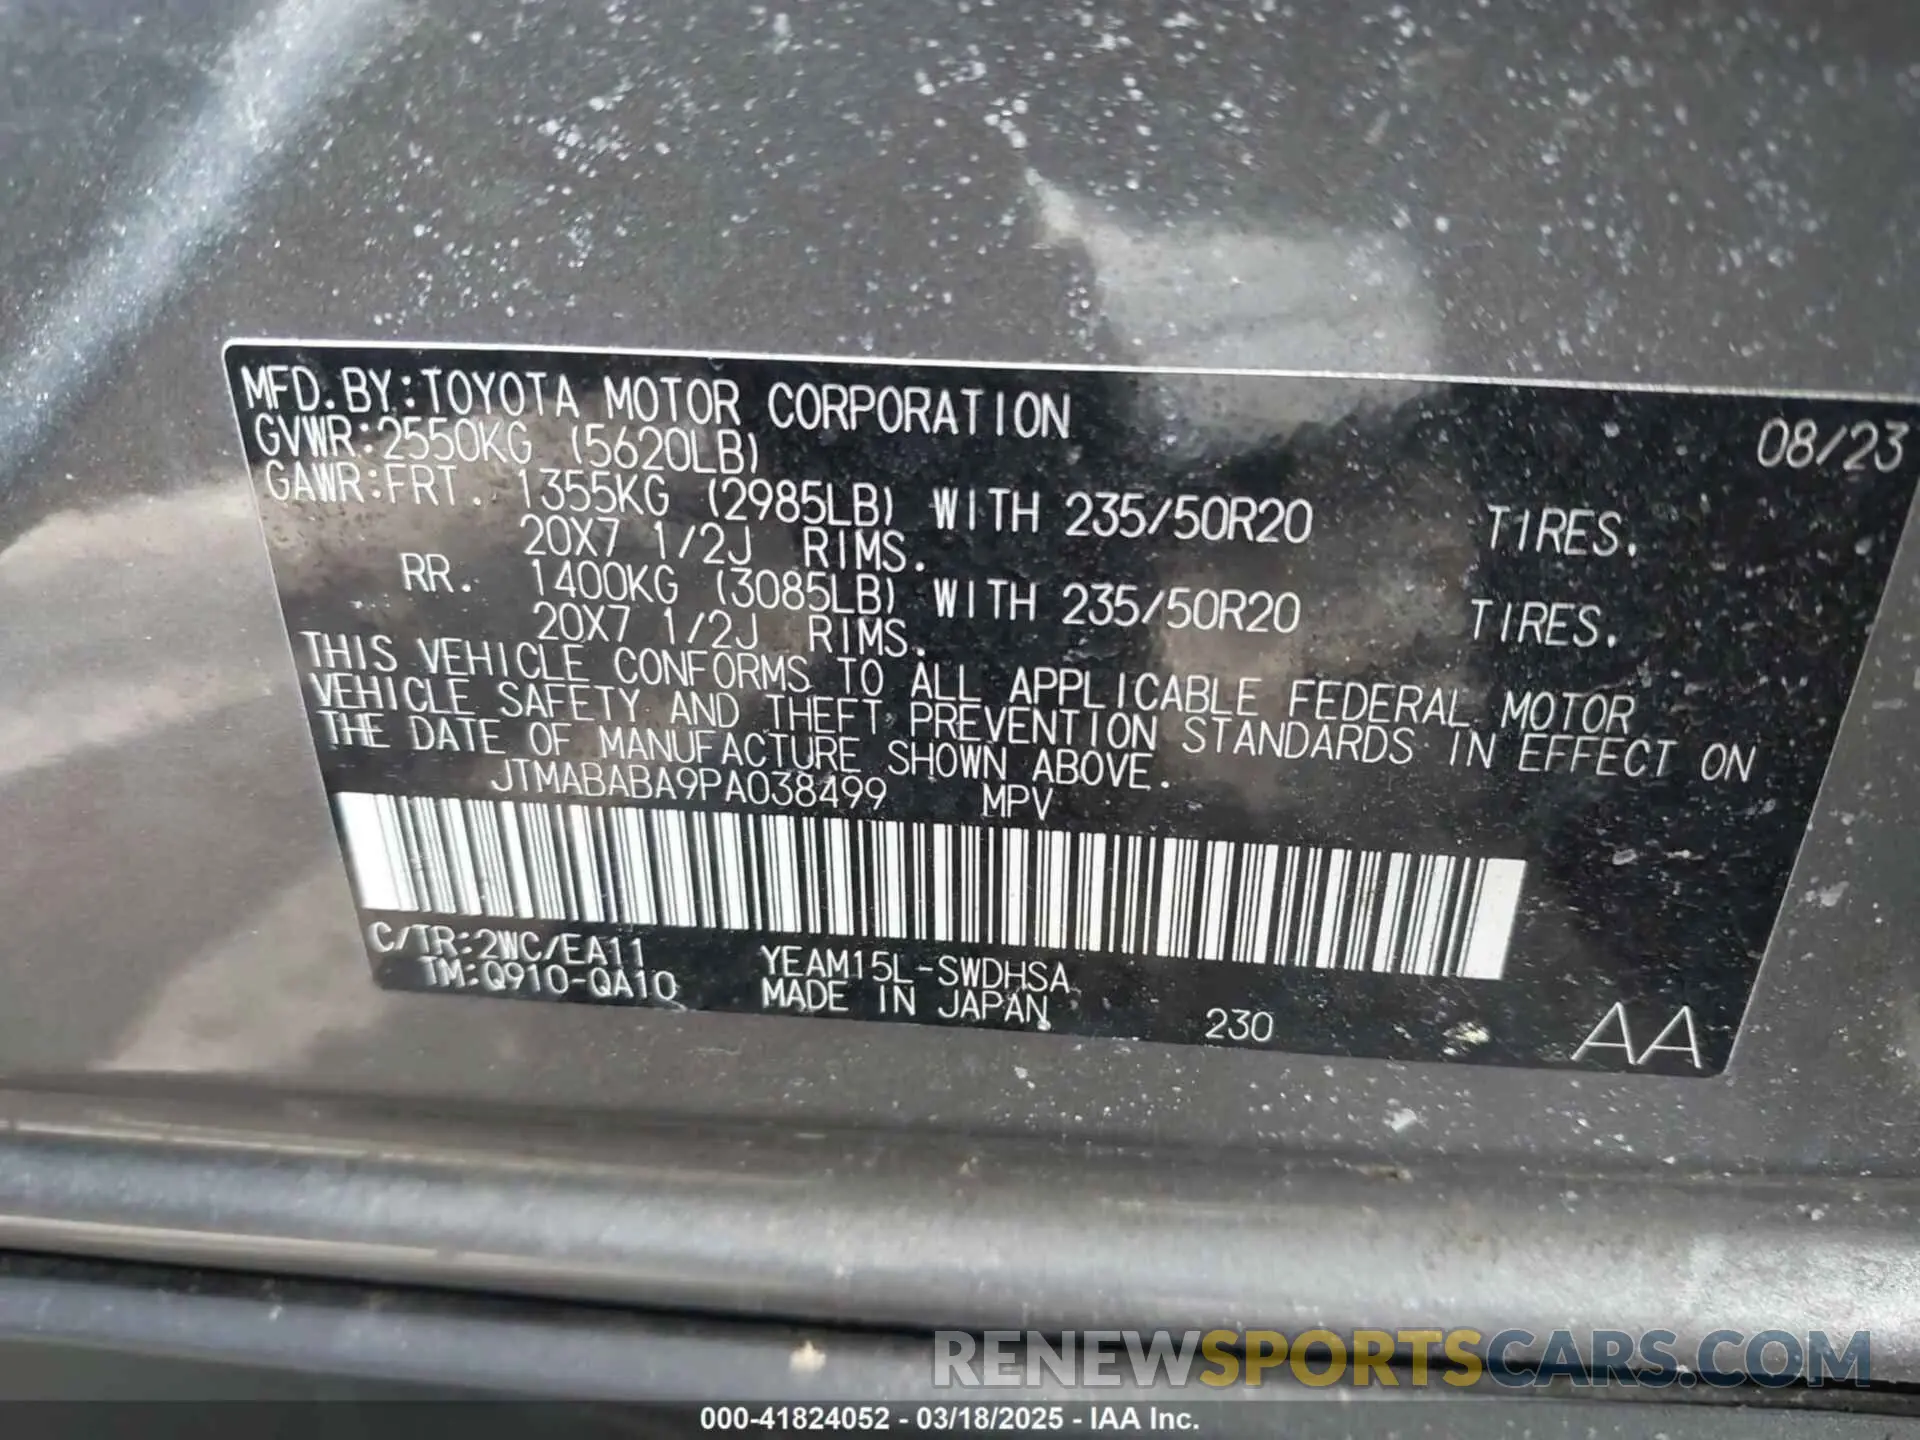 MFD.BY:TOYOTA MOTOR CORPORATION 08/23
GVWR:2550KG (5620LB)
GAWR:FRT. 1355KG (2985LB) WITH 235/50R20 TIRES.
20X7 1/2J RIMS.
RR. 1400KG (3085LB) WITH 235/50R20 TIRES.
20X7 1/2J RIMS.
THIS VEHICLE CONFORMS TO ALL APPLICABLE FEDERAL MOTOR
VEHICLE SAFETY AND THEFT PREVENTION STANDARDS IN EFFECT ON
THE DATE OF MANUFACTURE SHOWN ABOVE.
JTMABABA9PA038499 MPV
C/TR:2WC/EA11 YEAM15L-SWDHSA
TM:Q910-QA10 MADE IN JAPAN 230 AA
RENEWSPORTSCARS.COM
000-41824052 - 03/18/2025 - IAA Inc.